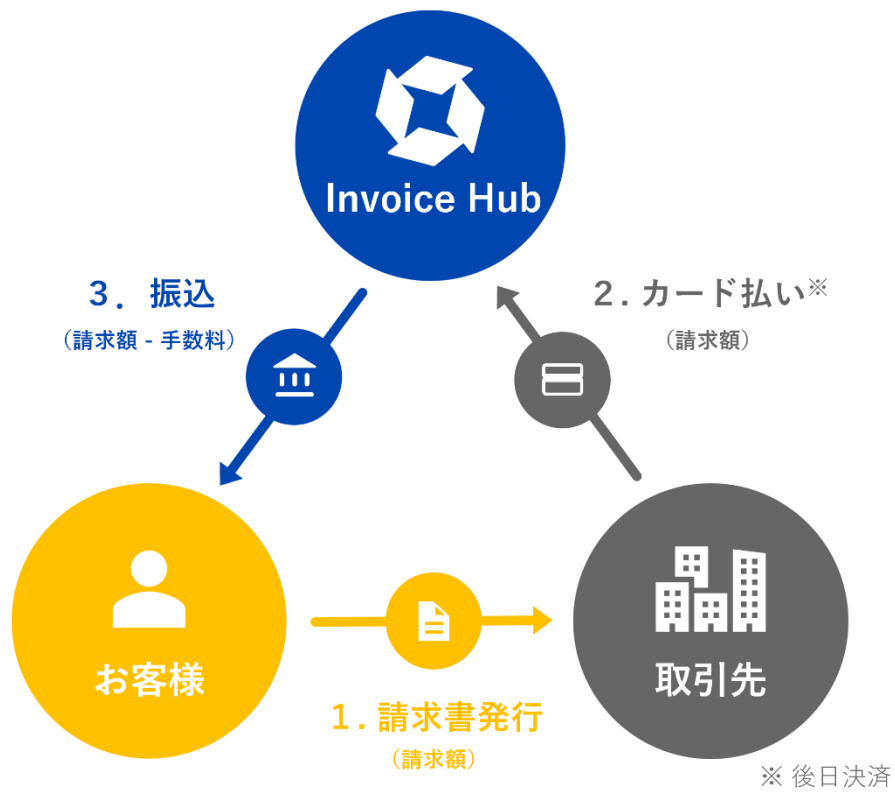 Invoice Hub
3．振込
（請求額 - 手数料）
2.カード払い※
（請求額）
お客様
取引先
1.請求書発行
（請求額）
※ 後日決済